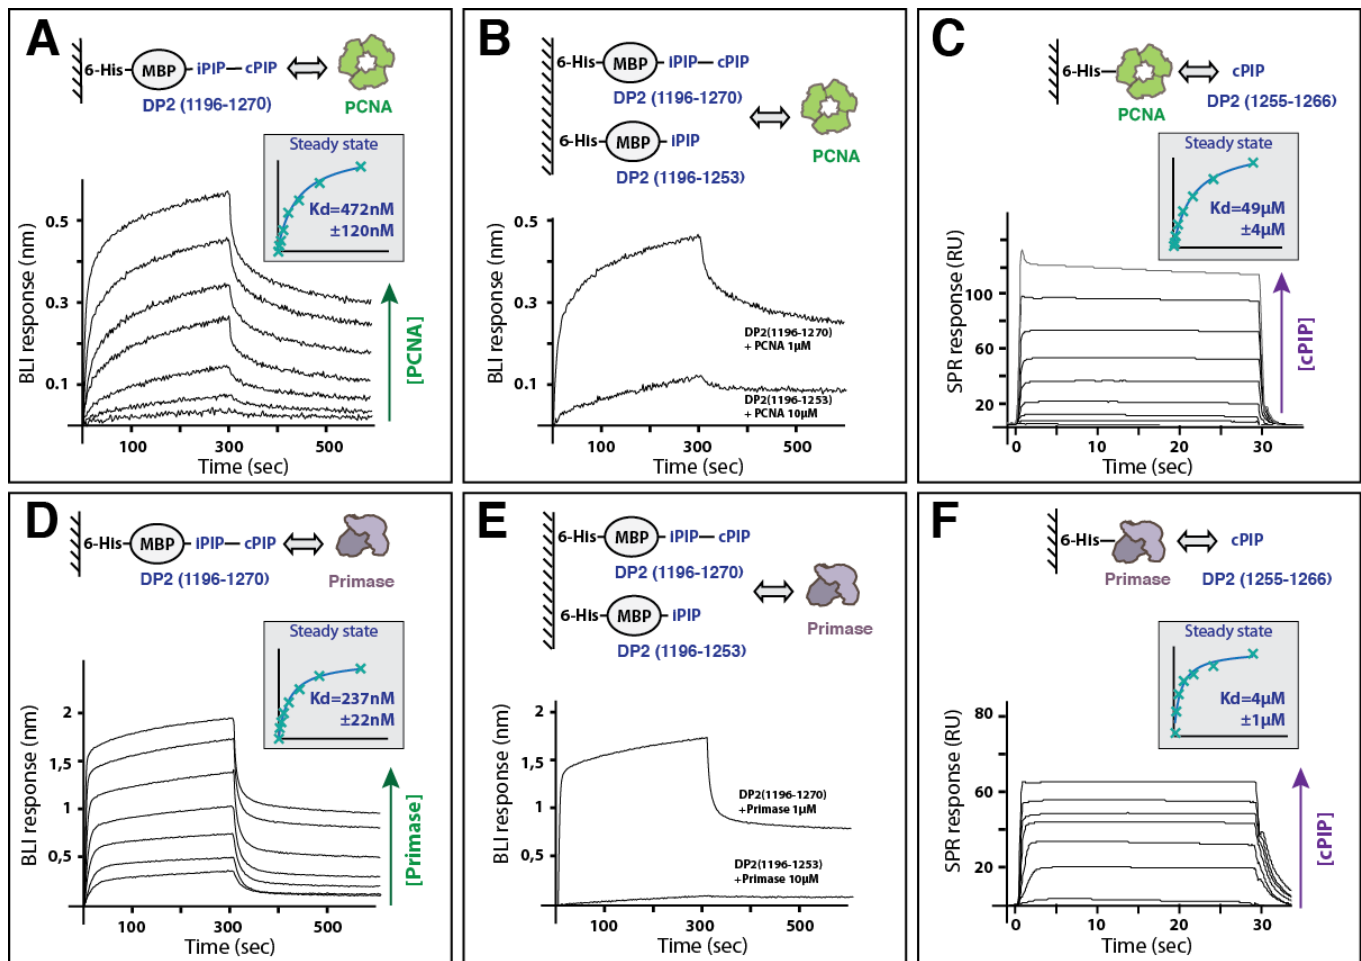 A
6-His
MBP
iPIP
cPIP
DP2 (1196-1270)
PCNA
Steady state
Kd=472nM
±120nM
BLI response (nm)
0.5
0.3
0.1
100
300
500
Time (sec)
[PCNA]
B
6-His
MBP
iPIP
cPIP
DP2 (1196-1270)
6-His
MBP
iPIP
DP2 (1196-1253)
PCNA
BLI response (nm)
0.5
0.3
0.1
DP2(1196-1270)
+ PCNA 1µM
DP2(1196-1253)
+ PCNA 10µM
100
300
500
Time (sec)
C
6-His
PCNA
cPIP
DP2 (1255-1266)
Steady state
Kd=49µM
±4µM
SPR response (RU)
100
60
20
0
10
20
30
Time (sec)
[cPIP]
D
6-His
MBP
iPIP
cPIP
DP2 (1196-1270)
Primase
Steady state
Kd=237nM
±22nM
BLI response (nm)
2
1,5
1
0,5
100
300
500
Time (sec)
[Primase]
E
6-His
MBP
iPIP
cPIP
DP2 (1196-1270)
6-His
MBP
iPIP
DP2 (1196-1253)
Primase
BLI response (nm)
2
1,5
1
0,5
DP2(1196-1270)
+Primase 1µM
DP2(1196-1253)
+Primase 10µM
100
300
500
Time (sec)
F
6-His
Primase
cPIP
DP2 (1255-1266)
Steady state
Kd=4µM
±1µM
SPR response (RU)
80
60
20
0
10
20
30
Time (sec)
[cPIP]